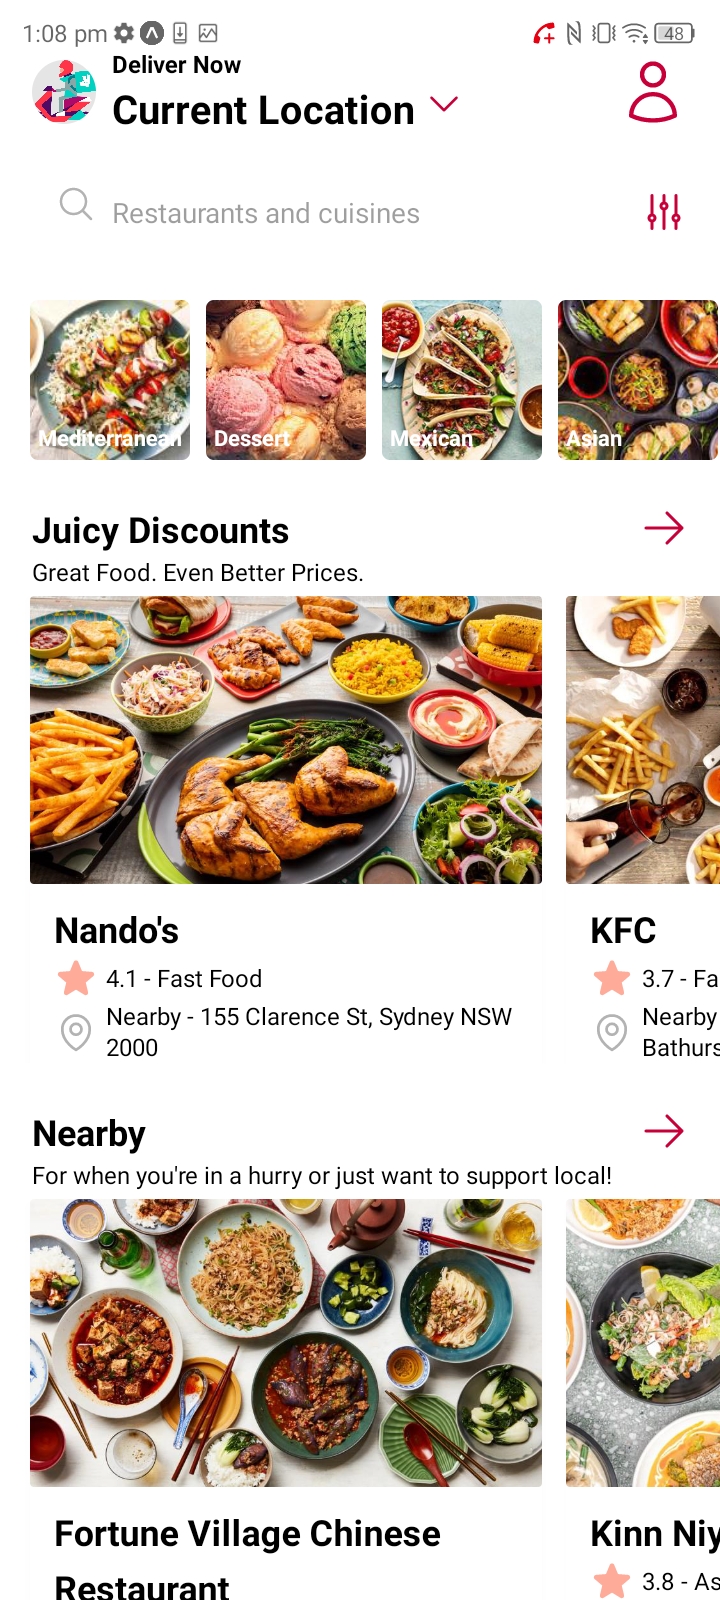 1:08 pm
48
Deliver Now
Current Location
Restaurants and cuisines
Mediterranean
Dessert
Mexican
Asian
Juicy Discounts
Great Food. Even Better Prices.
Nando's
4.1 - Fast Food
Nearby - 155 Clarence St, Sydney NSW
2000
KFC
3.7 - Fa
Nearby
Bathurs
Nearby
For when you're in a hurry or just want to support local!
Fortune Village Chinese
Restaurant
Kinn Niy
3.8 - As